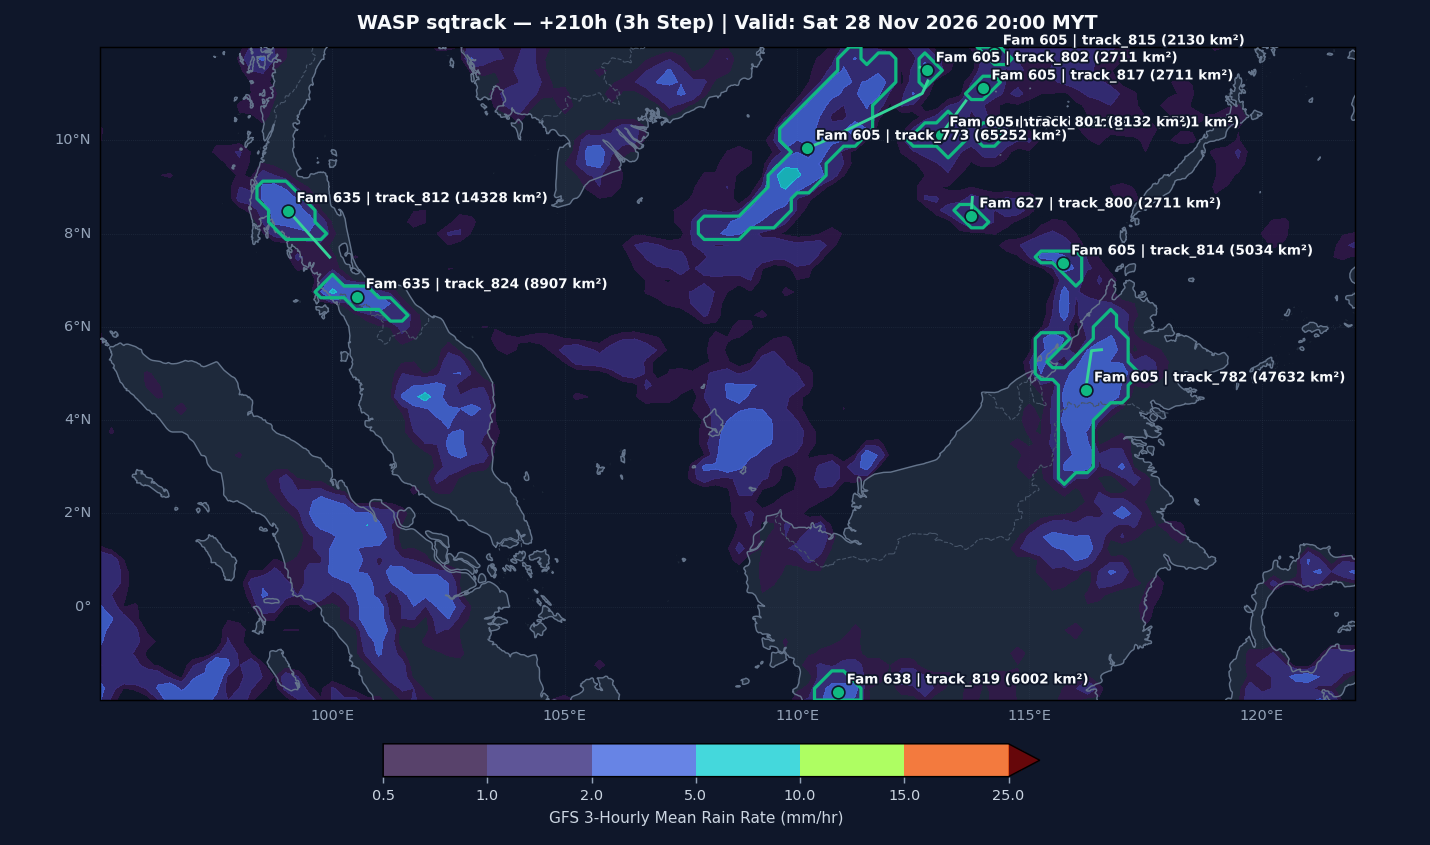 WASP sqtrack — +210h (3h Step) | Valid: Sat 28 Nov 2026 20:00 MYT
Fam 605 | track_815 (2130 km²)
Fam 605 | track_802 (2711 km²)
Fam 605 | track_817 (2711 km²)
Fam 605 | track_801 (8132 km²)
Fam 605 | track_773 (65252 km²)
Fam 635 | track_812 (14328 km²)
Fam 627 | track_800 (2711 km²)
Fam 605 | track_814 (5034 km²)
Fam 635 | track_824 (8907 km²)
Fam 605 | track_782 (47632 km²)
Fam 638 | track_819 (6002 km²)
10°N
8°N
6°N
4°N
2°N
0°
100°E 105°E 110°E 115°E 120°E
0.5 1.0 2.0 5.0 10.0 15.0 25.0
GFS 3-Hourly Mean Rain Rate (mm/hr)